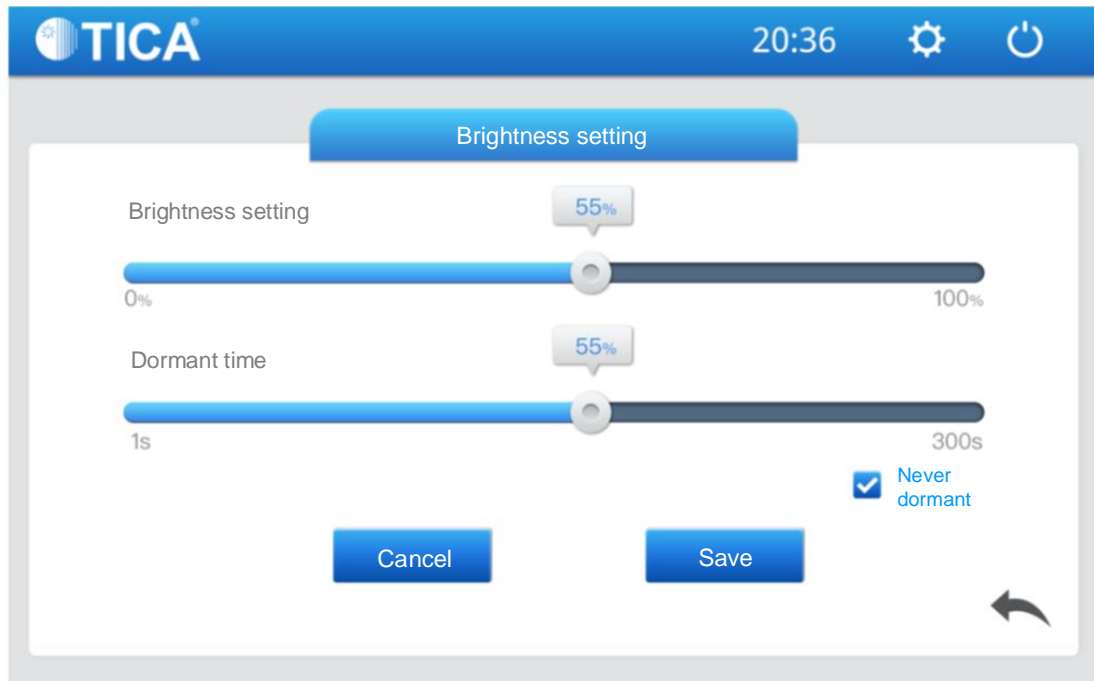 TICA®
20:36
Brightness setting
Brightness setting
55%
0%
100%
Dormant time
55%
1s
300s
Never
dormant
Cancel
Save